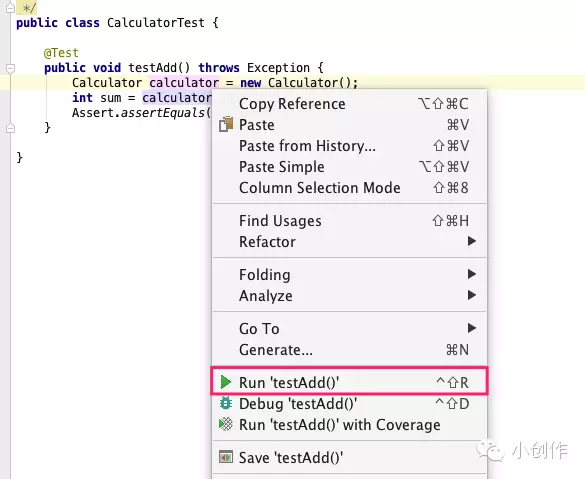 */
public class CalculatorTest {
@Test
public void testAdd() throws Exception {
Calculator calculator = new Calculator();
int sum = calculator
Assert.assertEquals(
}
}
Copy Reference ⌥⇧⌘C
Paste ⌘V
Paste from History... ⇧⌘V
Paste Simple ⌥⇧⌘V
Column Selection Mode ⇧⌘8
Find Usages ⇧⌘H
Refactor
Folding
Analyze
Go To
Generate... ⌘N
Run 'testAdd()' ^⇧R
Debug 'testAdd()' ^⇧D
Run 'testAdd()' with Coverage
Save 'testAdd()'
小创作